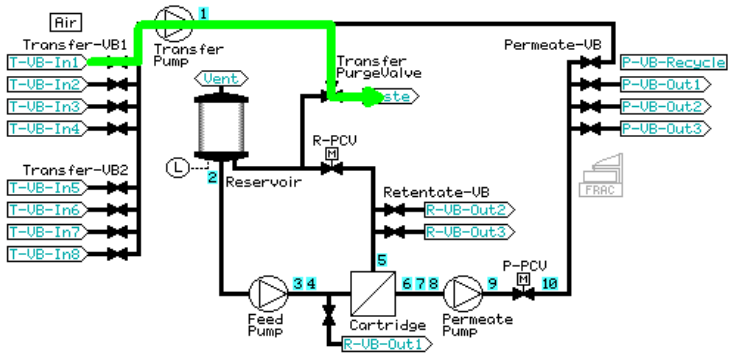 Air
1
Transfer-VB1
T-VB-In1
T-VB-In2
T-VB-In3
T-VB-In4
Transfer
Pump
Transfer
PurgeValve
Permeate-VB
P-VB-Recycle
P-VB-Out1
P-VB-Out2
P-VB-Out3
Vent
R-PCV
M
L
2
Reservoir
Transfer-VB2
T-VB-In5
T-VB-In6
T-VB-In7
T-VB-In8
Retentate-VB
R-VB-Out2
R-VB-Out3
FRAC
5
3 4
6 7 8
9
P-PCV
M
10
Feed
Pump
Cartridge
Permeate
Pump
R-VB-Out1